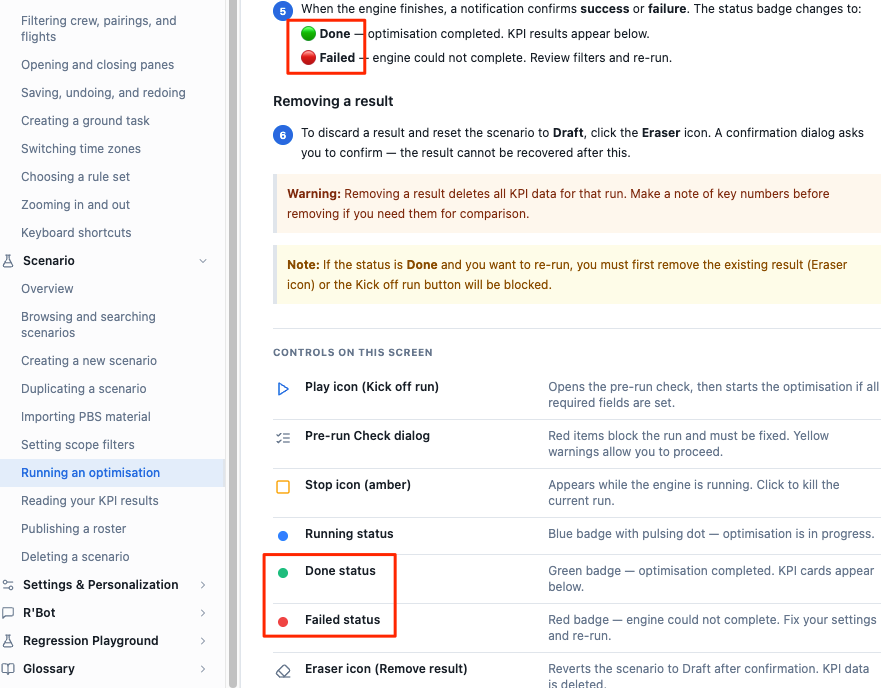 Filtering crew, pairings, and
flights
Opening and closing panes
Saving, undoing, and redoing
Creating a ground task
Switching time zones
Choosing a rule set
Zooming in and out
Keyboard shortcuts
Scenario
Overview
Browsing and searching
scenarios
Creating a new scenario
Duplicating a scenario
Importing PBS material
Setting scope filters
Running an optimisation
Reading your KPI results
Publishing a roster
Deleting a scenario
Settings & Personalization
R'Bot
Regression Playground
Glossary
5 When the engine finishes, a notification confirms success or failure. The status badge changes to:
Done — optimisation completed. KPI results appear below.
Failed — engine could not complete. Review filters and re-run.
Removing a result
6 To discard a result and reset the scenario to Draft, click the Eraser icon. A confirmation dialog asks
you to confirm — the result cannot be recovered after this.
Warning: Removing a result deletes all KPI data for that run. Make a note of key numbers before
removing if you need them for comparison.
Note: If the status is Done and you want to re-run, you must first remove the existing result (Eraser
icon) or the Kick off run button will be blocked.
CONTROLS ON THIS SCREEN
Play icon (Kick off run)
Opens the pre-run check, then starts the optimisation if all
required fields are set.
Pre-run Check dialog
Red items block the run and must be fixed. Yellow
warnings allow you to proceed.
Stop icon (amber)
Appears while the engine is running. Click to kill the
current run.
Running status
Blue badge with pulsing dot — optimisation is in progress.
Done status
Green badge — optimisation completed. KPI cards appear
below.
Failed status
Red badge — engine could not complete. Fix your settings
and re-run.
Eraser icon (Remove result)
Reverts the scenario to Draft after confirmation. KPI data
is deleted.